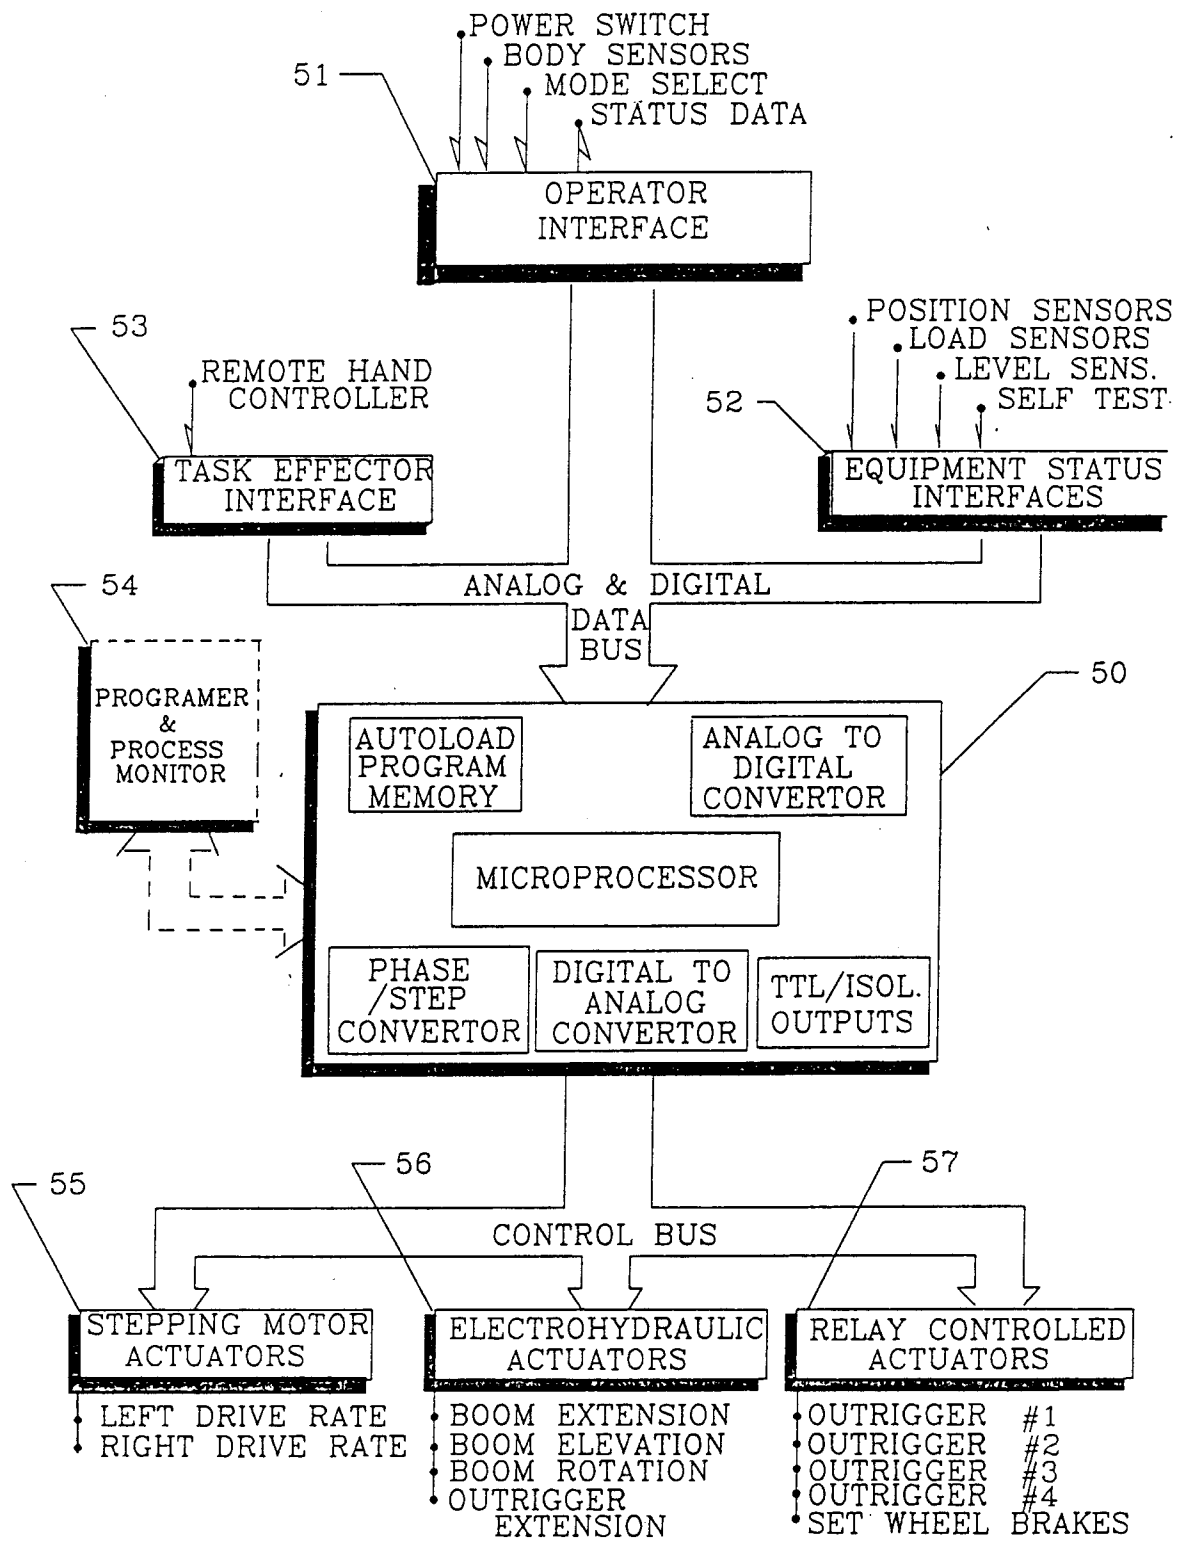 POWER SWITCH
BODY SENSORS
MODE SELECT
STATUS DATA
51
OPERATOR
INTERFACE
53
REMOTE HAND
CONTROLLER
TASK EFFECTOR
INTERFACE
POSITION SENSORS
LOAD SENSORS
LEVEL SENS.
SELF TEST
52
EQUIPMENT STATUS
INTERFACES
ANALOG & DIGITAL
DATA
BUS
54
PROGRAMER
&
PROCESS
MONITOR
50
AUTOLOAD
PROGRAM
MEMORY
ANALOG TO
DIGITAL
CONVERTOR
MICROPROCESSOR
PHASE
/STEP
CONVERTOR
DIGITAL TO
ANALOG
CONVERTOR
TTL/ISOL.
OUTPUTS
55
56
57
CONTROL BUS
STEPPING MOTOR
ACTUATORS
LEFT DRIVE RATE
RIGHT DRIVE RATE
ELECTROHYDRAULIC
ACTUATORS
BOOM EXTENSION
BOOM ELEVATION
BOOM ROTATION
OUTRIGGER
EXTENSION
RELAY CONTROLLED
ACTUATORS
OUTRIGGER #1
OUTRIGGER #2
OUTRIGGER #3
OUTRIGGER #4
SET WHEEL BRAKES